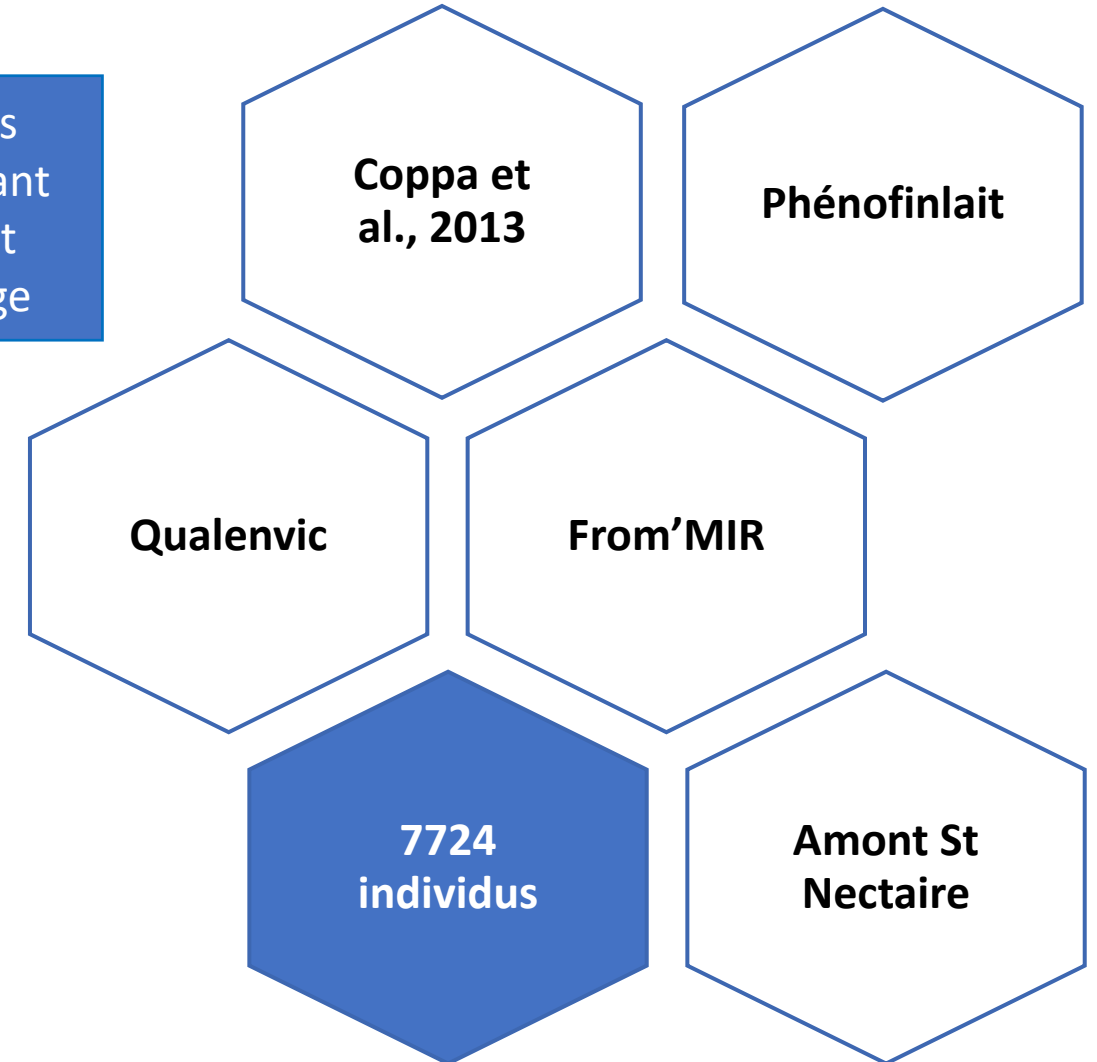 Coppa et
al., 2013
Phénofinlait
Qualenvic
From’MIR
7724
individus
Amont St
Nectaire